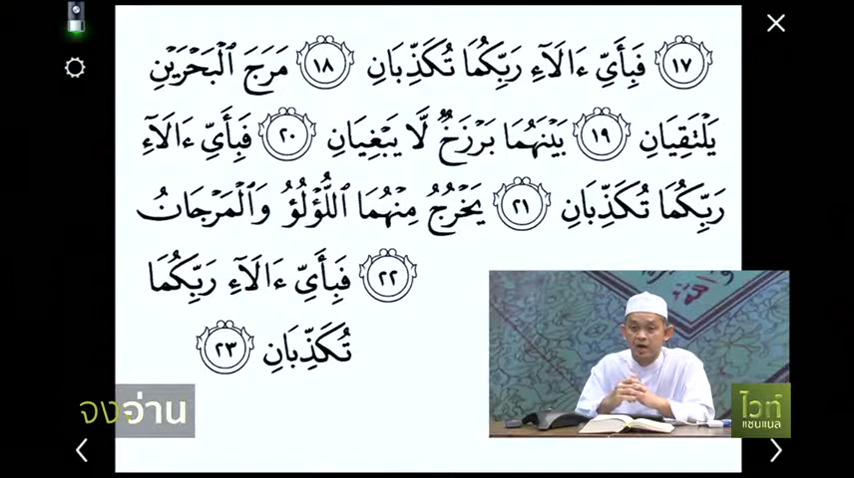 ۝١٧ فَبِأَيِّ ءَالَآءِ رَبِّكُمَا تُكَذِّبَانِ ۝١٨ مَرَجَ ٱلْبَحْرَيْنِ
يَلْتَقِيَانِ ۝١٩ بَيْنَهُمَا بَرْزَخٌ لَّا يَبْغِيَانِ ۝٢٠ فَبِأَيِّ ءَالَآءِ
رَبِّكُمَا تُكَذِّبَانِ ۝٢١ يَخْرُجُ مِنْهُمَا ٱللُّؤْلُؤُ وَٱلْمَرْجَانُ
۝٢٢ فَبِأَيِّ ءَالَآءِ رَبِّكُمَا
تُكَذِّبَانِ ۝٢٣
จงอ่าน
ไวท์
แชนแนล